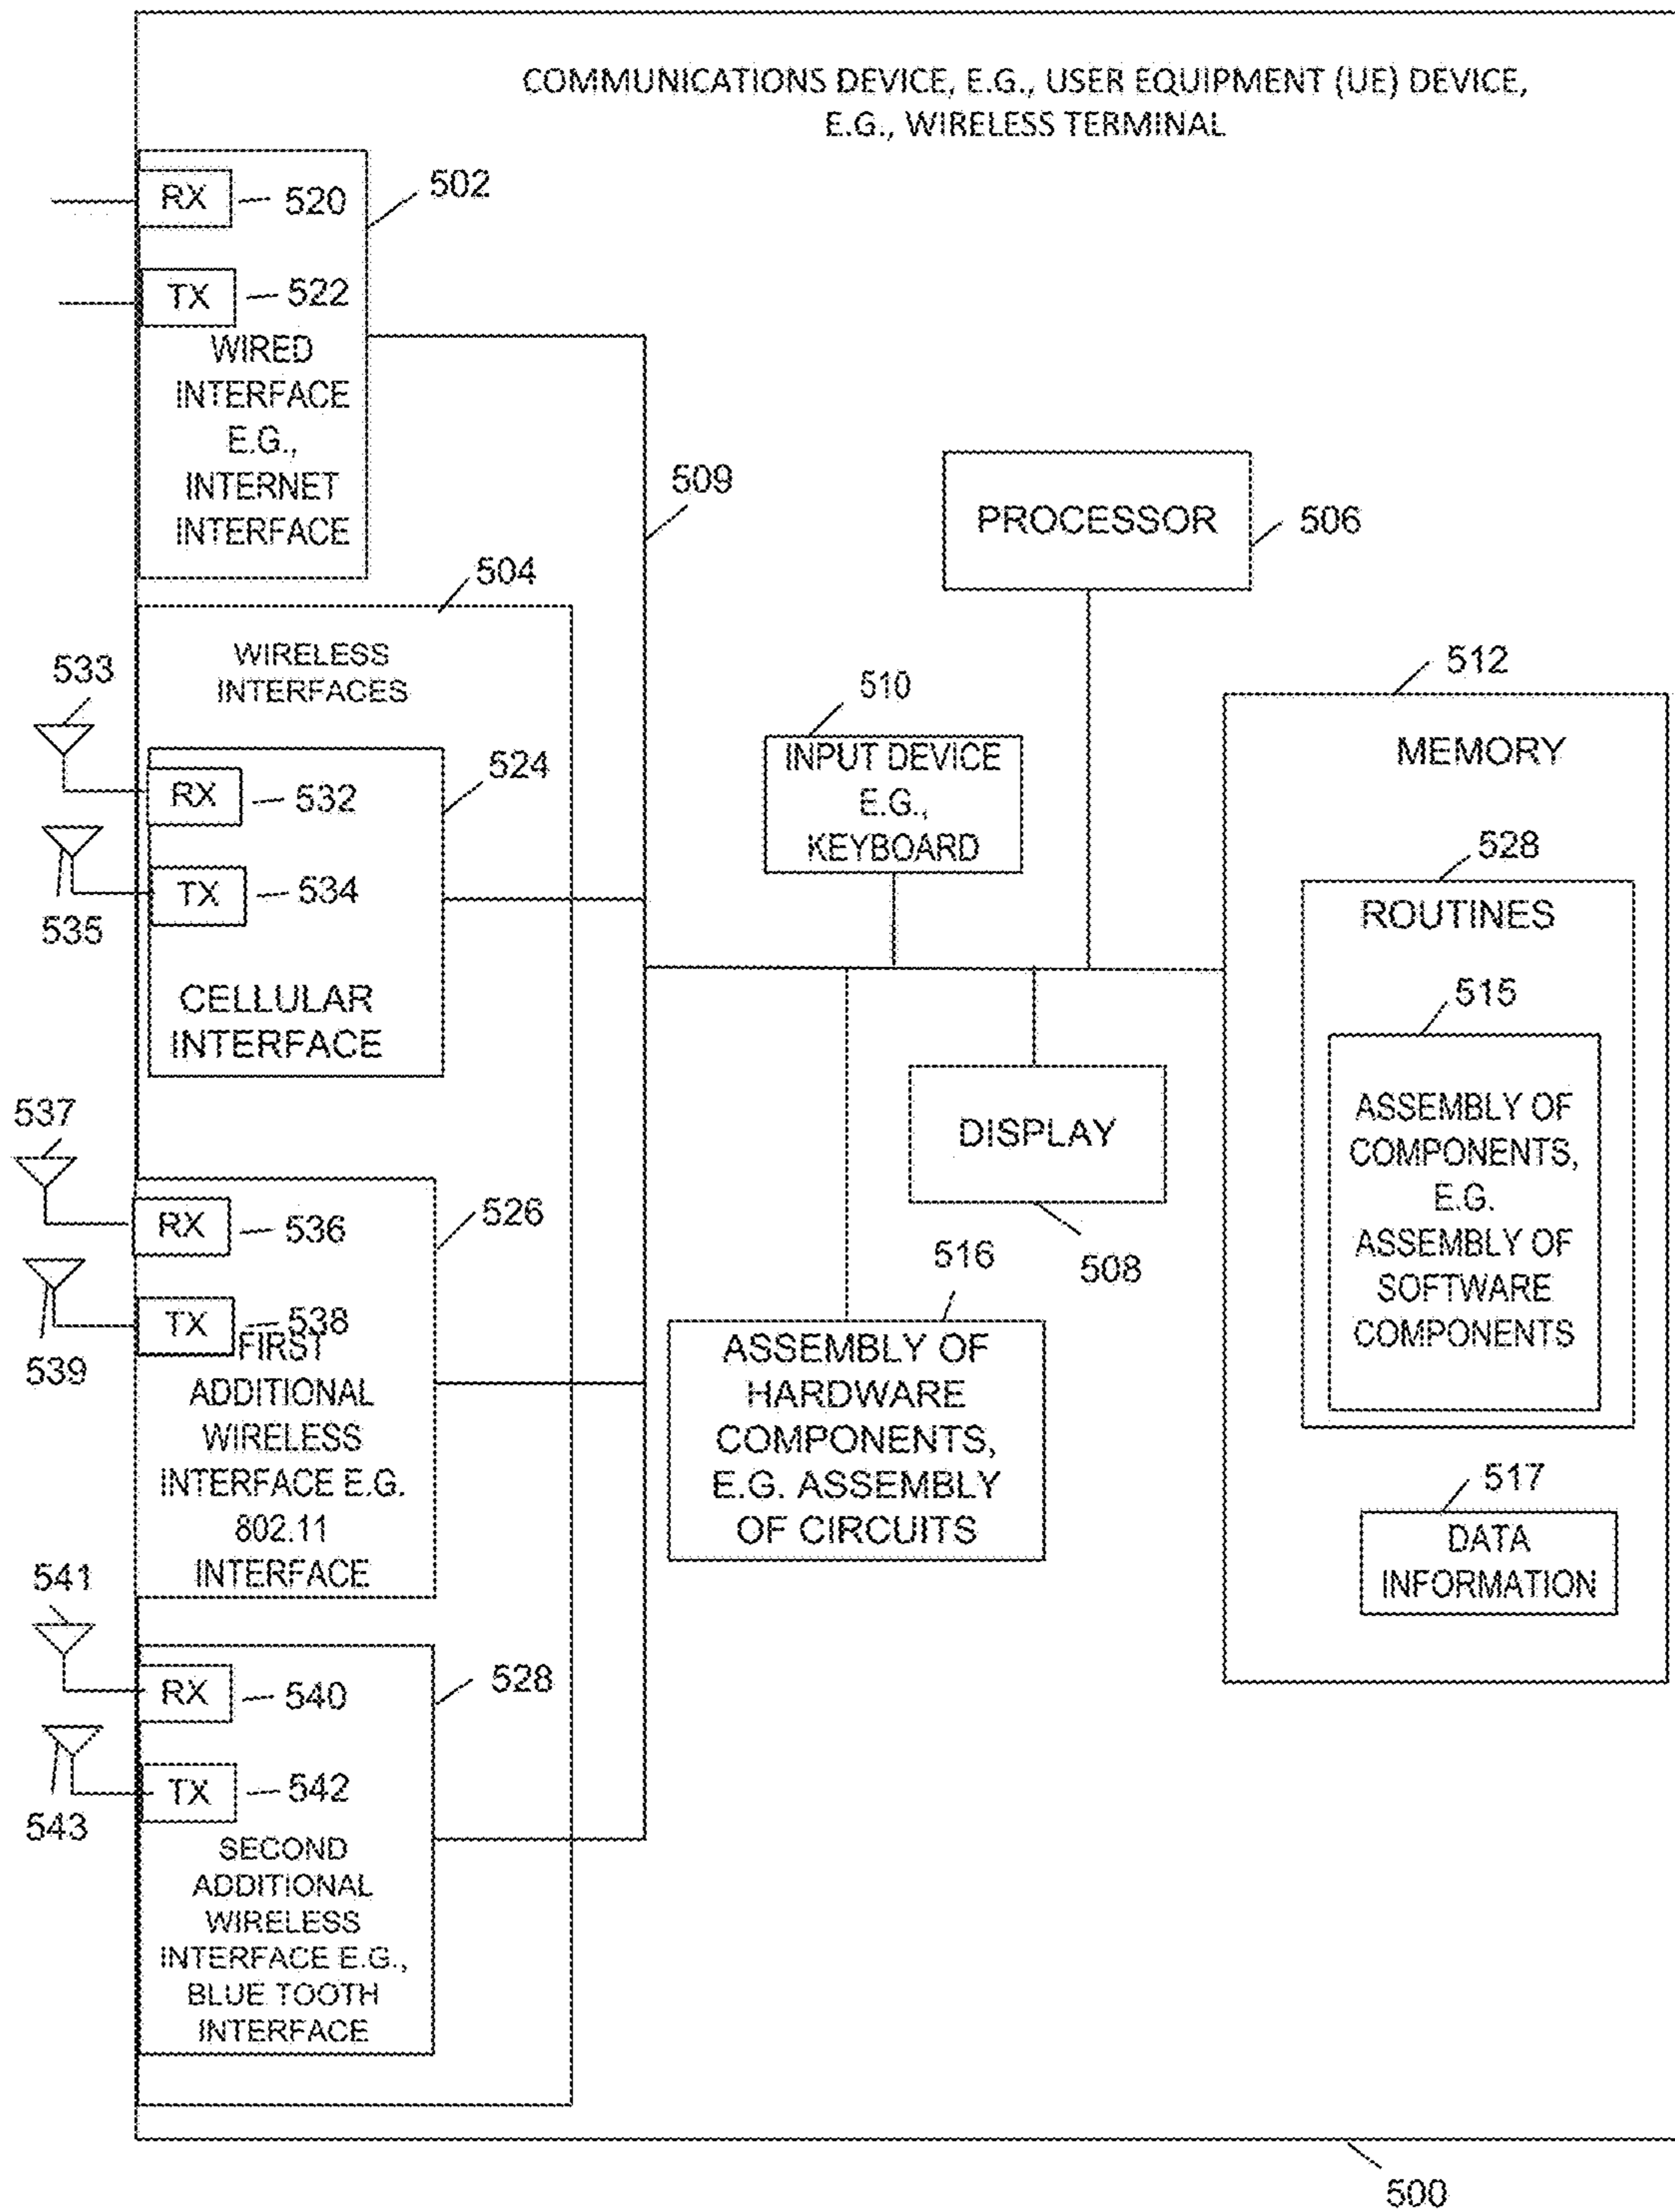 COMMUNICATIONS DEVICE, E.G., USER EQUIPMENT (UE) DEVICE,
E.G., WIRELESS TERMINAL
RX
520
502
TX
522
WIRED
INTERFACE
E.G.,
INTERNET
INTERFACE
509
PROCESSOR
506
504
WIRELESS
INTERFACES
533
RX
532
524
535
TX
534
CELLULAR
INTERFACE
510
INPUT DEVICE
E.G.,
KEYBOARD
512
MEMORY
528
ROUTINES
515
ASSEMBLY OF
COMPONENTS,
E.G.
ASSEMBLY OF
SOFTWARE
COMPONENTS
517
DATA
INFORMATION
DISPLAY
508
516
ASSEMBLY OF
HARDWARE
COMPONENTS,
E.G. ASSEMBLY
OF CIRCUITS
537
RX
536
526
539
TX
538
FIRST
ADDITIONAL
WIRELESS
INTERFACE E.G.
802.11
INTERFACE
541
RX
540
528
543
TX
542
SECOND
ADDITIONAL
WIRELESS
INTERFACE E.G.,
BLUE TOOTH
INTERFACE
500